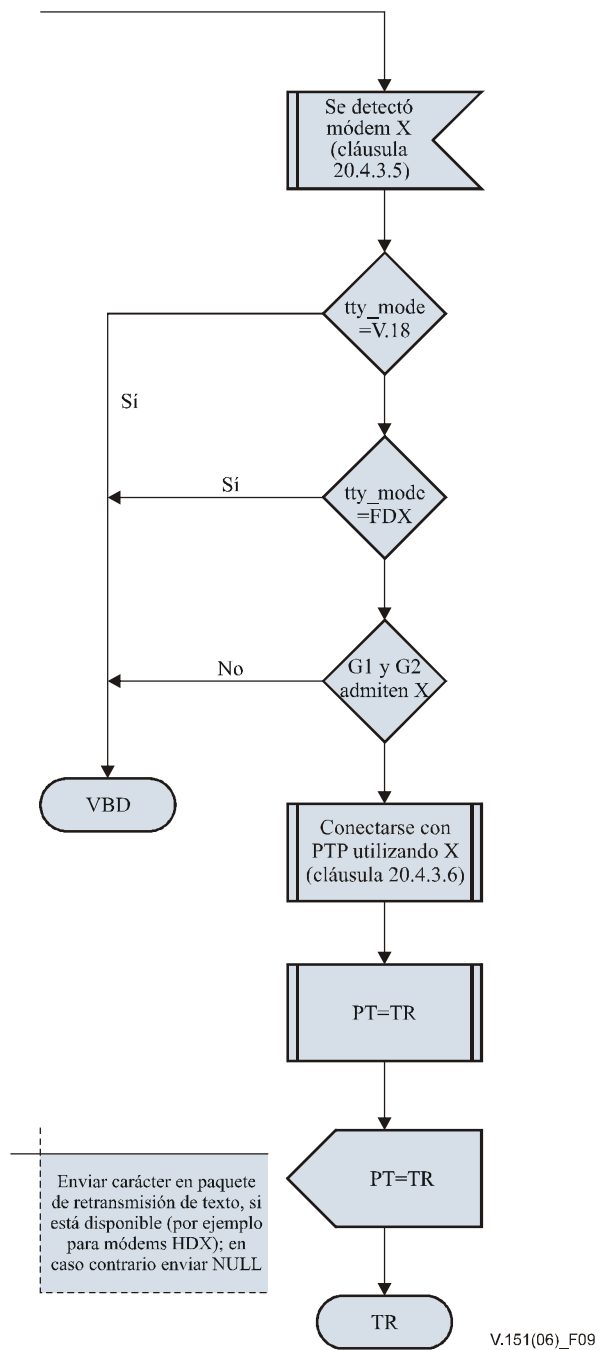 Se detectó
módem X
(cláusula
20.4.3.5)
tty_mode
=V.18
Sí
Sí
tty_mode
=FDX
No
G1 y G2
admiten X
VBD
Conectarse con
PTP utilizando X
(cláusula 20.4.3.6)
PT=TR
PT=TR
Enviar carácter en paquete
de retransmisión de texto, si
está disponible (por ejemplo
para módems HDX); en
caso contrario enviar NULL
TR
V.151(06)_F09